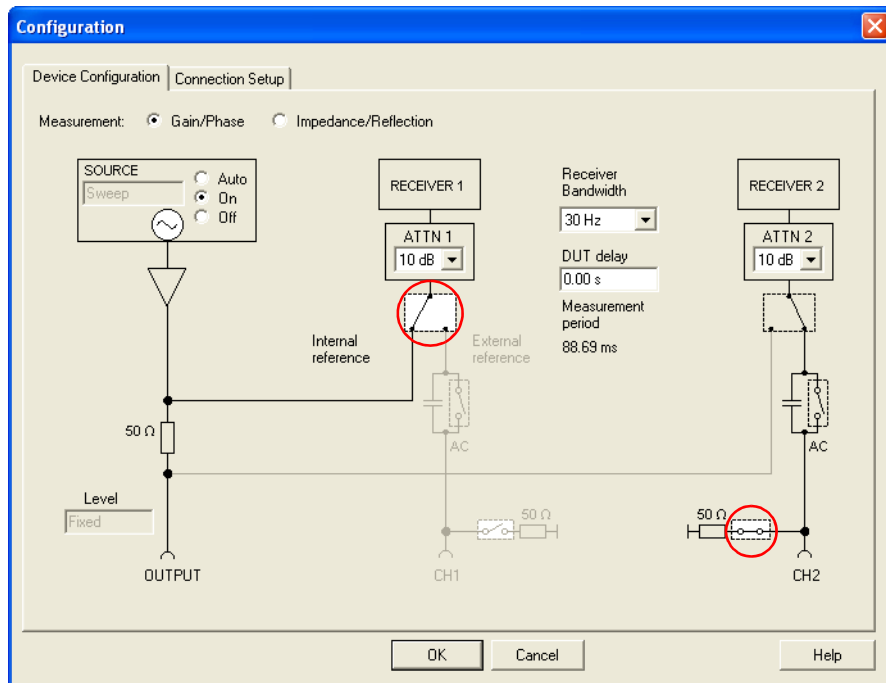 Configuration
Device Configuration
Connection Setup
Measurement: Gain/Phase Impedance/Reflection
SOURCE
Sweep
Auto
On
Off
RECEIVER 1
ATTN 1
10 dB
Receiver
Bandwidth
30 Hz
DUT delay
0.00 s
Measurement
period
88.69 ms
RECEIVER 2
ATTN 2
10 dB
Internal
reference
External
reference
50 Ω
AC
AC
Level
Fixed
50 Ω
50 Ω
OUTPUT
CH1
CH2
OK
Cancel
Help